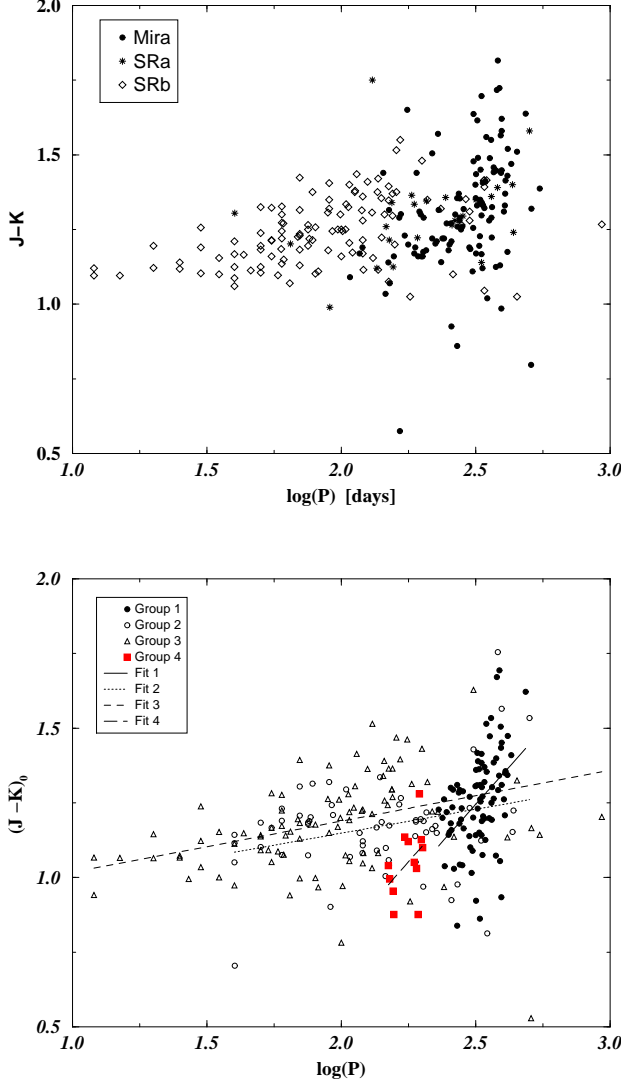 2.0
Mira
SRa
SRb
1.5
J–K
1.0
0.5
1.0 1.5 2.0 2.5 3.0
log(P) [days]
2.0
Group 1
Group 2
Group 3
Group 4
Fit 1
Fit 2
Fit 3
Fit 4
1.5
(J –K)0
1.0
0.5
1.0 1.5 2.0 2.5 3.0
log(P)